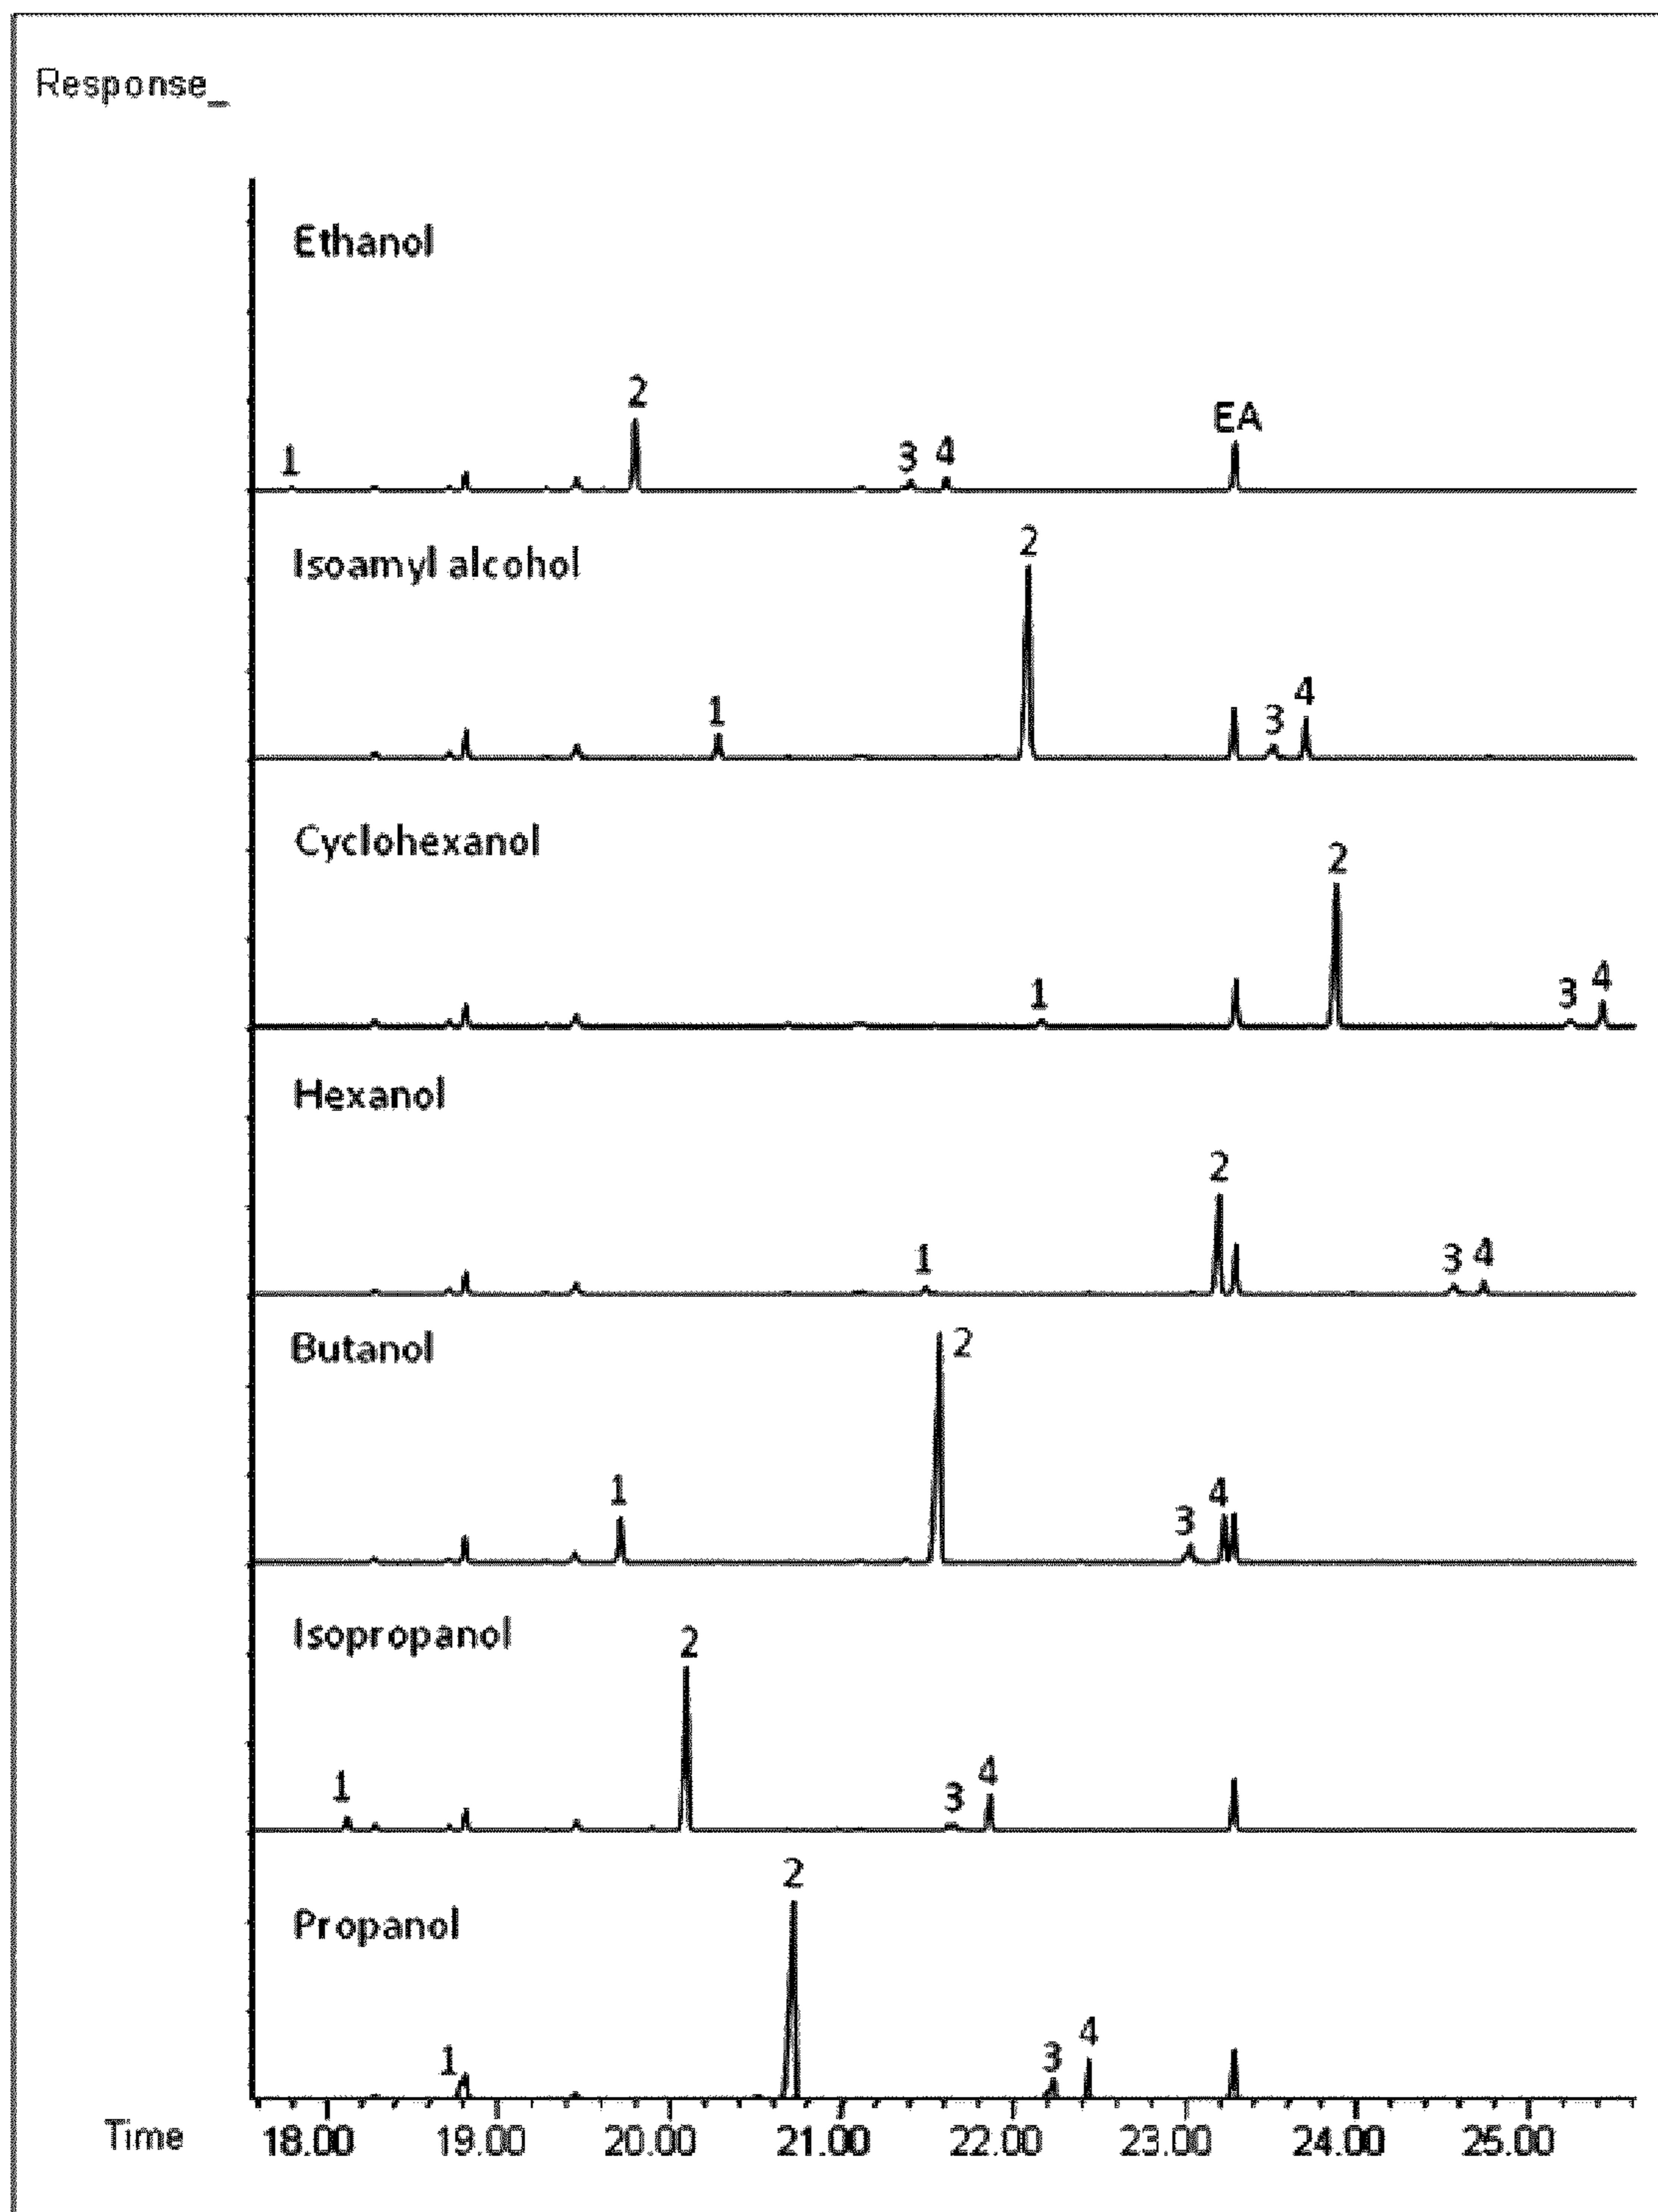 Response_
Ethanol
1 2 3 4 EA
Isoamyl alcohol
1 2 3 4
Cyclohexanol
1 2 3 4
Hexanol
1 2 3 4
Butanol
1 2 3 4
Isopropanol
1 2 3 4
Propanol
1 2 3 4
Time 18.00 19.00 20.00 21.00 22.00 23.00 24.00 25.00